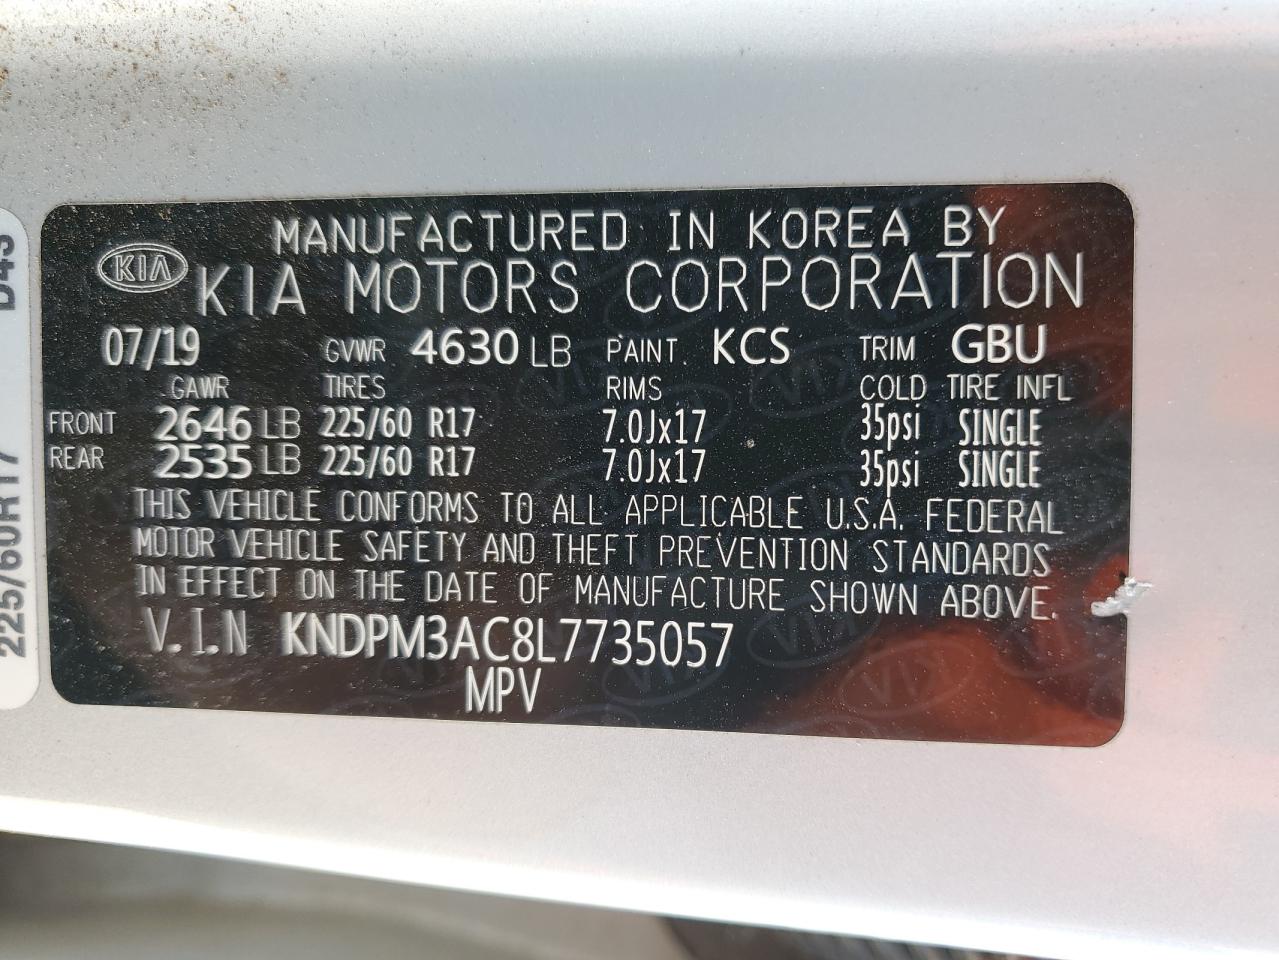 MANUFACTURED IN KOREA BY
KIA KIA MOTORS CORPORATION
07/19 GVWR 4630 LB PAINT KCS TRIM GBU
GAWR TIRES RIMS COLD TIRE INFL
FRONT 2646 LB 225/60 R17 7.0Jx17 35psi SINGLE
REAR 2535 LB 225/60 R17 7.0Jx17 35psi SINGLE
THIS VEHICLE CONFORMS TO ALL APPLICABLE U.S.A. FEDERAL
MOTOR VEHICLE SAFETY AND THEFT PREVENTION STANDARDS
IN EFFECT ON THE DATE OF MANUFACTURE SHOWN ABOVE.
V.I.N KNDPM3AC8L7735057
MPV
225/60R17 D4S